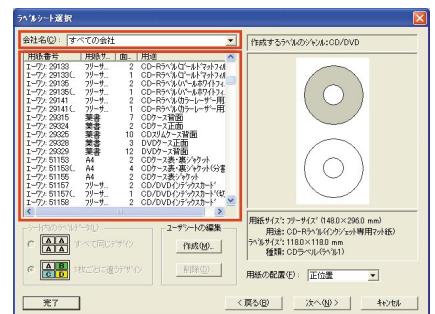 ラベルシート選択
会社名(C): すべての会社
用紙番号 用紙サ... 面... 用途
エーワン: 29133 フリーサ... 2 CD-Rラベル(ゴールドマットフィル
エーワン: 29133(... フリーサ... 1 CD-Rラベル(ゴールドマットフィル
エーワン: 29135 フリーサ... 2 CD-Rラベル(パールホワイトフィ
エーワン: 29135(... フリーサ... 1 CD-Rラベル(パールホワイトフィ
エーワン: 29141 フリーサ... 2 CD-Rラベル(カラーレーザー用
エーワン: 29141(... フリーサ... 1 CD-Rラベル(カラーレーザー用
エーワン: 29315 葉書 7 CDケース背面
エーワン: 29324 葉書 2 CDケース正面
エーワン: 29325 葉書 10 CDスリムケース背面
エーワン: 29328 葉書 3 DVDケース正面
エーワン: 29329 葉書 12 DVDケース背面
エーワン: 51153 A4 2 CDケース表・裏ジャケット
エーワン: 51153(... A4 4 CDケース表・裏ジャケット(分割
エーワン: 51155 A4 2 CDケース表ジャケット
エーワン: 51157 フリーサ... 2 CD/DVDインデックスカード
エーワン: 51157(... フリーサ... 1 CD/DVDインデックスカード(ゼ
エーワン: 51158 フリーサ... 2 CD/DVDインデックスカード
シート内のラベルデータ(L)
すべて同じデザイン
1枚ごとに違うデザイン
ユーザシートの編集
作成(M)...
削除(D)...
作成するラベルのジャンル:CD/DVD
用紙サイズ: フリーサイズ (148.0×296.0 mm)
用途: CD-Rラベル(インクジェット専用マット紙)
ラベルサイズ: 118.0×118.0 mm
種類: CDラベル(ラベル1)
用紙の配置(F): 正位置
完了
< 戻る(B)
次へ(N) >
キャンセル